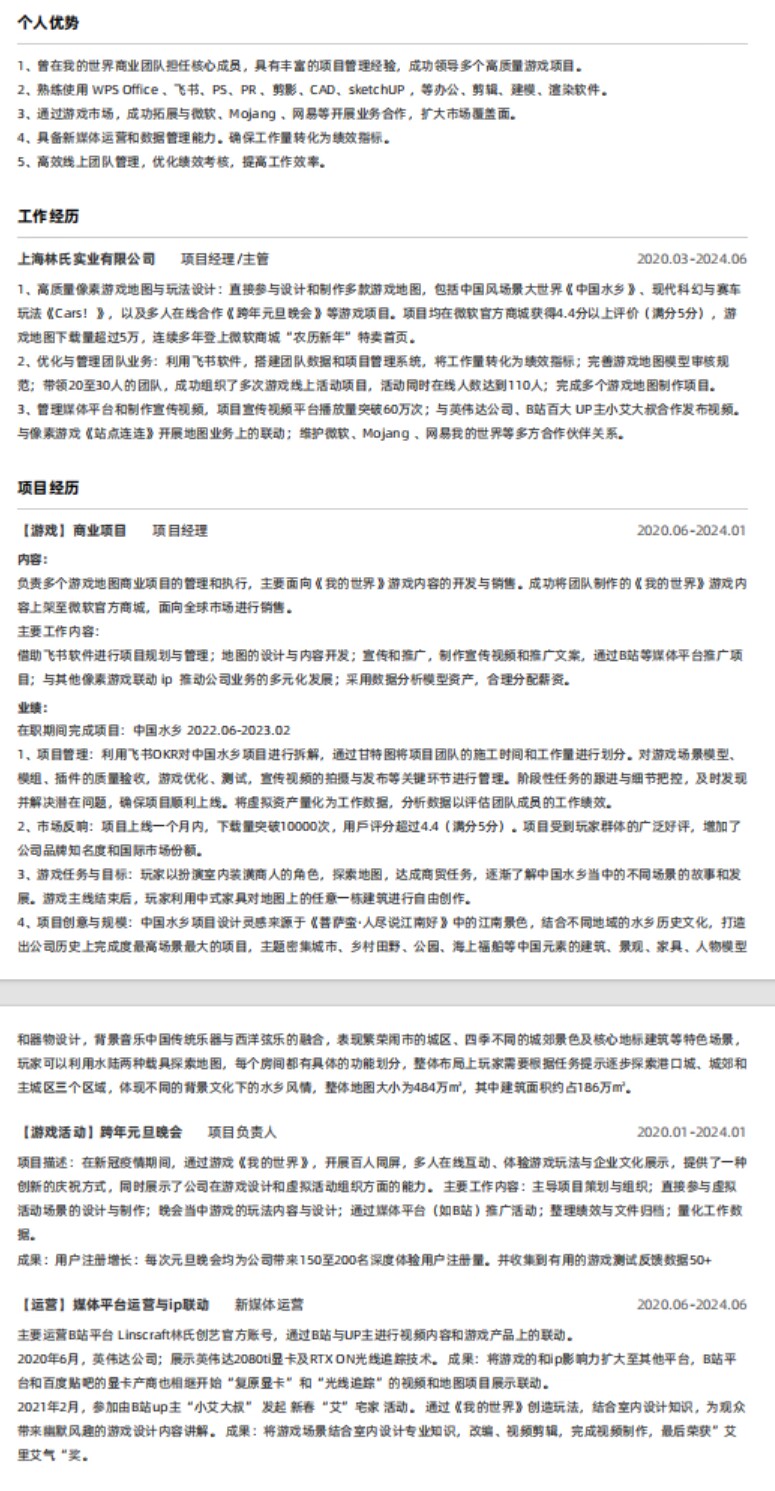 个人优势
1、曾在我的世界商业团队担任核心成员，具有丰富的项目管理经验，成功领导多个高质量游戏项目。
2、熟练使用 WPS Office 、飞书、PS、PR 、剪影、CAD、sketchUP ，等办公、剪辑、建模、渲染软件。
3、通过游戏市场，成功拓展与微软、Mojang 、网易等开展业务合作，扩大市场覆盖面。
4、具备新媒体运营和数据管理能力。确保工作量转化为绩效指标。
5、高效线上团队管理，优化绩效考核，提高工作效率。
工作经历
上海林氏实业有限公司 项目经理/主管 2020.03-2024.06
1、高质量像素游戏地图与玩法设计：直接参与设计和制作多款游戏地图，包括中国风场景大世界《中国水乡》、现代科幻与赛车
玩法《Cars！》，以及多人在线合作《跨年元旦晚会》等游戏项目。项目均在微软官方商城获得4.4分以上评价（满分5分），游
戏地图下载量超过5万，连续多年登上微软商城“农历新年”特卖首页。
2、优化与管理团队业务：利用飞书软件，搭建团队数据和项目管理系统，将工作量转化为绩效指标；完善游戏地图模型审核规
范；带领20至30人的团队，成功组织了多次游戏线上活动项目，活动同时在线人数达到110人；完成多个游戏地图制作项目。
3、管理媒体平台和制作宣传视频，项目宣传视频平台播放量突破60万次；与英伟达公司、B站百大 UP主小艾大叔合作发布视频。
与像素游戏《站点连连》开展地图业务上的联动；维护微软、Mojang 、网易我的世界等多方合作伙伴关系。
项目经历
【游戏】商业项目 项目经理 2020.06-2024.01
内容：
负责多个游戏地图商业项目的管理和执行，主要面向《我的世界》游戏内容的开发与销售。成功将团队制作的《我的世界》游戏内
容上架至微软官方商城，面向全球市场进行销售。
主要工作内容：
借助飞书软件进行项目规划与管理；地图的设计与内容开发；宣传和推广，制作宣传视频和推广文案，通过B站等媒体平台推广项
目；与其他像素游戏联动 ip 推动公司业务的多元化发展；采用数据分析模型资产，合理分配薪资。
业绩：
在职期间完成项目：中国水乡 2022.06-2023.02
1、项目管理：利用飞书OKR对中国水乡项目进行拆解，通过甘特图将项目团队的施工时间和工作量进行划分。对游戏场景模型、
模组、插件的质量验收，游戏优化、测试，宣传视频的拍摄与发布等关键环节进行管理。阶段性任务的跟进与细节把控，及时发现
并解决潜在问题，确保项目顺利上线。将虚拟资产量化为工作数据，分析数据以评估团队成员的工作绩效。
2、市场反响：项目上线一个月内，下载量突破10000次，用戶评分超过4.4（满分5分）。项目受到玩家群体的广泛好评，增加了
公司品牌知名度和国际市场份额。
3、游戏任务与目标：玩家以扮演室内装潢商人的角色，探索地图，达成商贸任务，逐渐了解中国水乡当中的不同场景的故事和发
展。游戏主线结束后，玩家利用中式家具对地图上的任意一栋建筑进行自由创作。
4、项目创意与规模：中国水乡项目设计灵感来源于《菩萨蛮·人尽说江南好》中的江南景色，结合不同地域的水乡历史文化，打造
出公司历史上完成度最高场景最大的项目，主题密集城市、乡村田野、公园、海上福船等中国元素的建筑、景观、家具、人物模型
和器物设计，背景音乐中国传统乐器与西洋弦乐的融合，表现繁荣闹市的城区、四季不同的城郊景色及核心地标建筑等特色场景，
玩家可以利用水陆两种载具探索地图，每个房间都有具体的功能划分，整体布局上玩家需要根据任务提示逐步探索港口城、城郊和
主城区三个区域，体现不同的背景文化下的水乡风情，整体地图大小为484万㎡，其中建筑面积约占186万㎡。
【游戏活动】跨年元旦晚会 项目负责人 2020.01-2024.01
项目描述：在新冠疫情期间，通过游戏《我的世界》，开展百人同屏，多人在线互动、体验游戏玩法与企业文化展示，提供了一种
创新的庆祝方式，同时展示了公司在游戏设计和虚拟活动组织方面的能力。 主要工作内容：主导项目策划与组织；直接参与虚拟
活动场景的设计与制作；晚会当中游戏的玩法内容与设计；通过媒体平台（如B站）推广活动；整理绩效与文件归档；量化工作数
据。
成果：用户注册增长：每次元旦晚会均为公司带来150至200名深度体验用户注册量。并收集到有用的游戏测试反馈数据50+
【运营】媒体平台运营与ip联动 新媒体运营 2020.06-2024.06
主要运营B站平台 Linscraft林氏创艺官方账号，通过B站与UP主进行视频内容和游戏产品上的联动。
2020年6月，英伟达公司；展示英伟达2080ti显卡及RTX ON光线追踪技术。 成果：将游戏的和ip影响力扩大至其他平台，B站平
台和百度贴吧的显卡产商也相继开始“复原显卡”和“光线追踪”的视频和地图项目展示联动。
2021年2月，参加由B站up主“小艾大叔” 发起 新春 “艾”宅家 活动。 通过《我的世界》创造玩法，结合室内设计知识，为观众
带来幽默风趣的游戏设计内容讲解。 成果：将游戏场景结合室内设计专业知识，改编、视频剪辑，完成视频制作，最后荣获”艾
里艾气“奖。